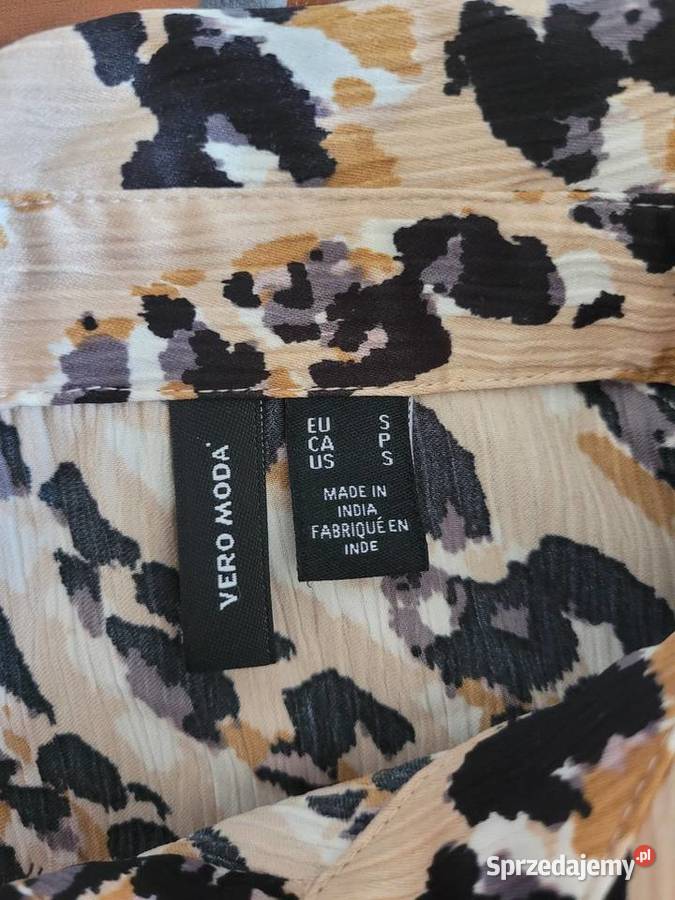 VERO MODA
EU S
CA P
US S
MADE IN
INDIA
FABRIQUÉ EN
INDE
Sprzedajemy.pl